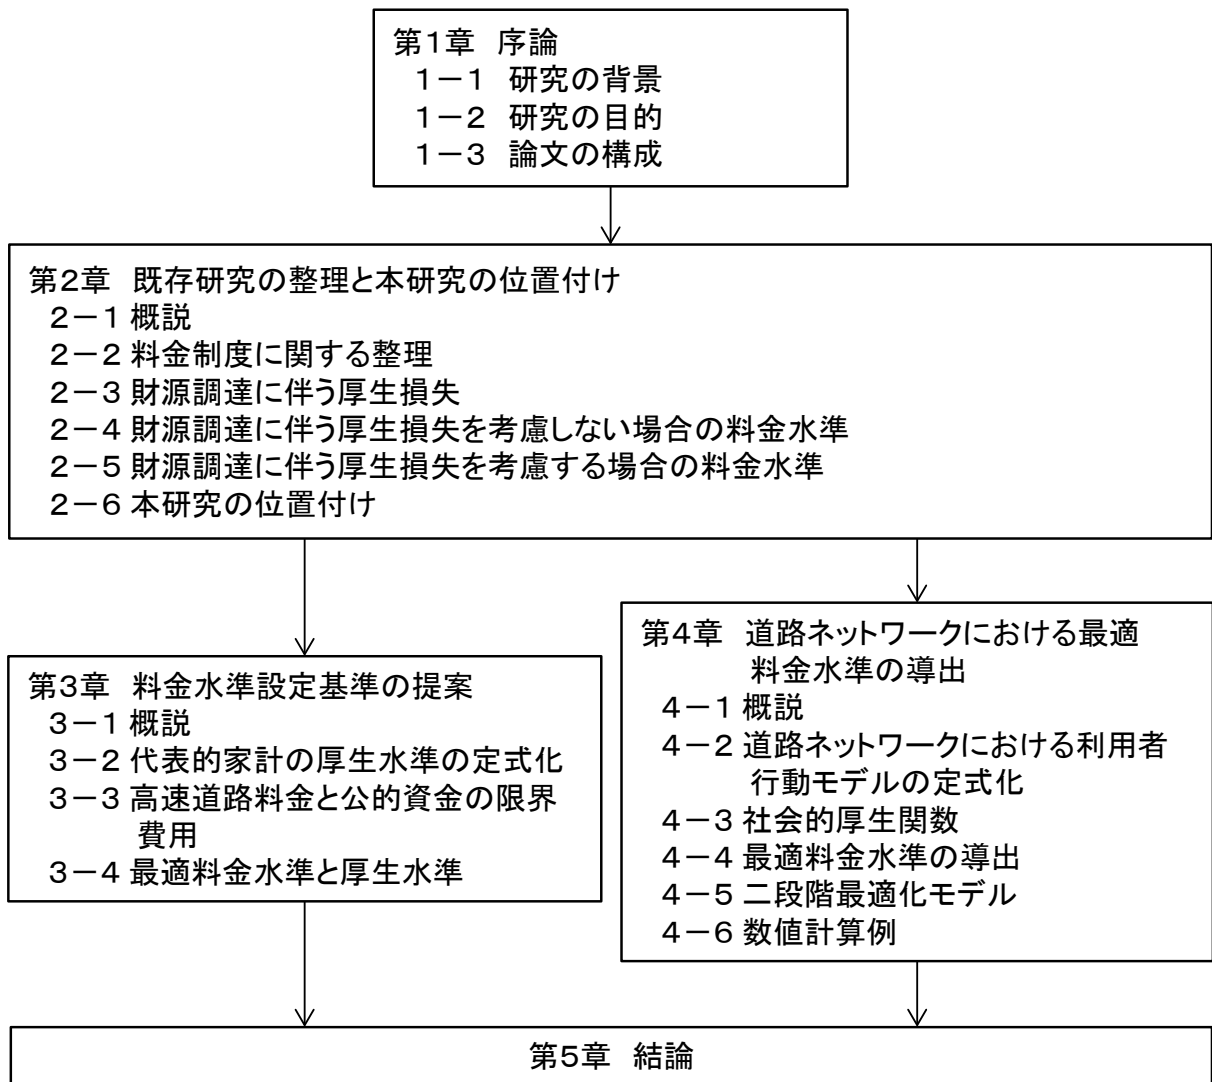 第1章 序論
1－1 研究の背景
1－2 研究の目的
1－3 論文の構成
第2章 既存研究の整理と本研究の位置付け
2－1 概説
2－2 料金制度に関する整理
2－3 財源調達に伴う厚生損失
2－4 財源調達に伴う厚生損失を考慮しない場合の料金水準
2－5 財源調達に伴う厚生損失を考慮する場合の料金水準
2－6 本研究の位置付け
第3章 料金水準設定基準の提案
3－1 概説
3－2 代表的家計の厚生水準の定式化
3－3 高速道路料金と公的資金の限界
費用
3－4 最適料金水準と厚生水準
第4章 道路ネットワークにおける最適
料金水準の導出
4－1 概説
4－2 道路ネットワークにおける利用者
行動モデルの定式化
4－3 社会的厚生関数
4－4 最適料金水準の導出
4－5 二段階最適化モデル
4－6 数値計算例
第5章 結論